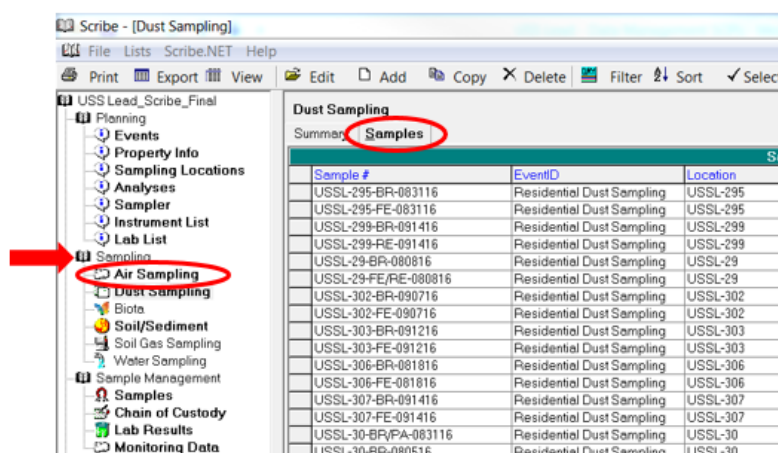 Scribe - [Dust Sampling]
File Lists Scribe.NET Help
Print Export View Edit Add Copy Delete Filter Sort Select
USS Lead_Scribe_Final
Planning
Events
Property Info
Sampling Locations
Analyses
Sampler
Instrument List
Lab List
Sampling
Air Sampling
Dust Sampling
Biota
Soil/Sediment
Soil Gas Sampling
Water Sampling
Sample Management
Samples
Chain of Custody
Lab Results
Monitoring Data
Dust Sampling
Summary Samples
Sample # EventID Location
USSL-295-BR-083116 Residential Dust Sampling USSL-295
USSL-295-FE-083116 Residential Dust Sampling USSL-295
USSL-299-BR-091416 Residential Dust Sampling USSL-299
USSL-299-RE-091416 Residential Dust Sampling USSL-299
USSL-29-BR-080816 Residential Dust Sampling USSL-29
USSL-29-FE/RE-080816 Residential Dust Sampling USSL-29
USSL-302-BR-090716 Residential Dust Sampling USSL-302
USSL-302-FE-090716 Residential Dust Sampling USSL-302
USSL-303-BR-091216 Residential Dust Sampling USSL-303
USSL-303-FE-091216 Residential Dust Sampling USSL-303
USSL-306-BR-081816 Residential Dust Sampling USSL-306
USSL-306-FE-081816 Residential Dust Sampling USSL-306
USSL-307-BR-091416 Residential Dust Sampling USSL-307
USSL-307-FE-091416 Residential Dust Sampling USSL-307
USSL-30-BR/PA-083116 Residential Dust Sampling USSL-30
USSL-30-BR-080516 Residential Dust Sampling USSL-30